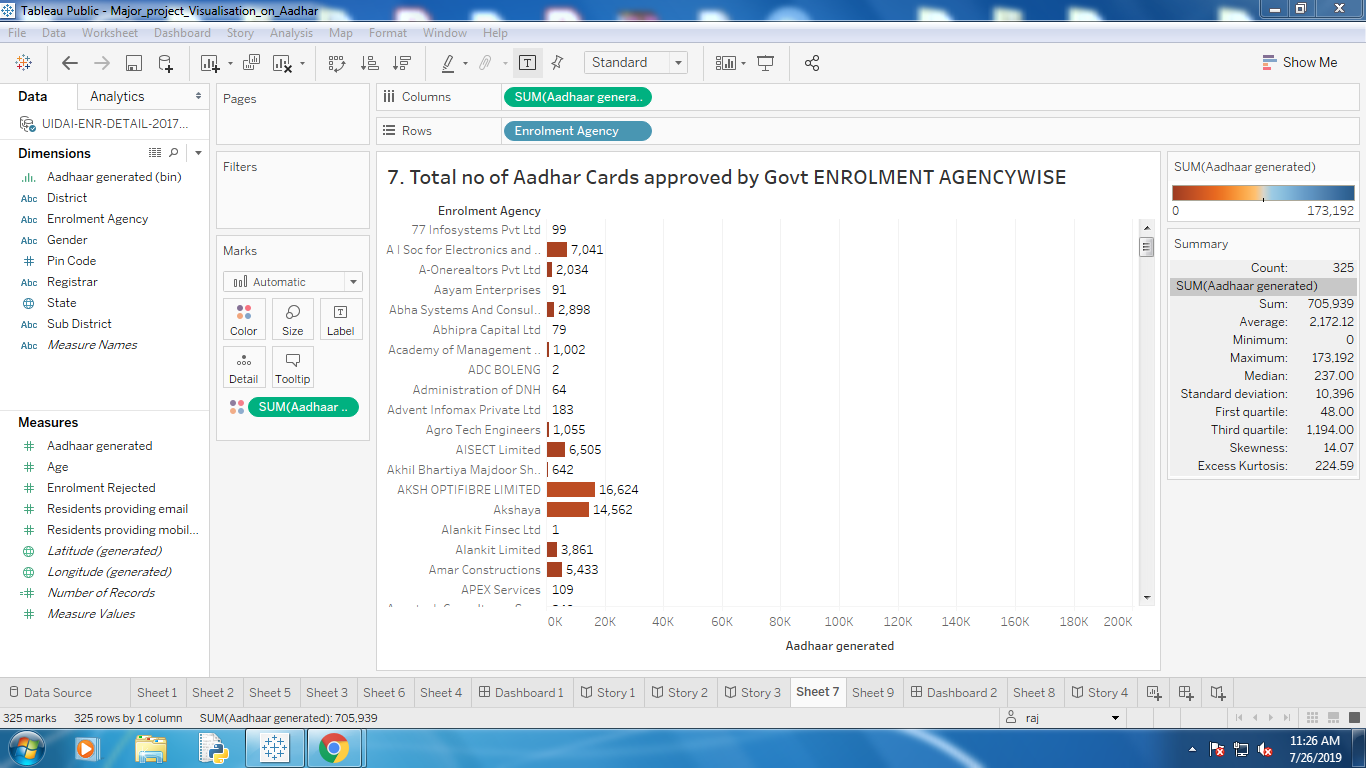 Tableau Public - Major_project_Visualisation_on_Aadhar
File Data Worksheet Dashboard Story Analysis Map Format Window Help
Standard
Show Me
Data Analytics
UIDAI-ENR-DETAIL-2017...
Dimensions
Aadhaar generated (bin)
Abc District
Abc Enrolment Agency
Abc Gender
# Pin Code
Abc Registrar
State
Abc Sub District
Abc Measure Names
Measures
# Aadhaar generated
# Age
# Enrolment Rejected
# Residents providing email
# Residents providing mobil...
Latitude (generated)
Longitude (generated)
=# Number of Records
# Measure Values
Pages
Filters
Marks
Automatic
Color Size Label
Detail Tooltip
SUM(Aadhaar ..
Columns SUM(Aadhaar genera..
Rows Enrolment Agency
7. Total no of Aadhar Cards approved by Govt ENROLMENT AGENCYWISE
Enrolment Agency
77 Infosystems Pvt Ltd 99
A I Soc for Electronics and .. 7,041
A-Onerealtors Pvt Ltd 2,034
Aayam Enterprises 91
Abha Systems And Consul.. 2,898
Abhipra Capital Ltd 79
Academy of Management .. 1,002
ADC BOLENG 2
Administration of DNH 64
Advent Infomax Private Ltd 183
Agro Tech Engineers 1,055
AISECT Limited 6,505
Akhil Bhartiya Majdoor Sh.. 642
AKSH OPTIFIBRE LIMITED 16,624
Akshaya 14,562
Alankit Finsec Ltd 1
Alankit Limited 3,861
Amar Constructions 5,433
APEX Services 109
0K 20K 40K 60K 80K 100K 120K 140K 160K 180K 200K
Aadhaar generated
SUM(Aadhaar generated)
0 173,192
Summary
Count: 325
SUM(Aadhaar generated)
Sum: 705,939
Average: 2,172.12
Minimum: 0
Maximum: 173,192
Median: 237.00
Standard deviation: 10,396
First quartile: 48.00
Third quartile: 1,194.00
Skewness: 14.07
Excess Kurtosis: 224.59
Data Source Sheet 1 Sheet 2 Sheet 5 Sheet 3 Sheet 6 Sheet 4 Dashboard 1 Story 1 Story 2 Story 3 Sheet 7 Sheet 9 Dashboard 2 Sheet 8 Story 4
325 marks 325 rows by 1 column SUM(Aadhaar generated): 705,939 raj
11:26 AM
7/26/2019